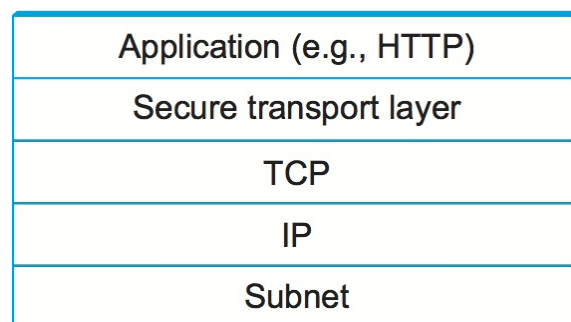 Application (e.g., HTTP)
Secure transport layer
TCP
IP
Subnet